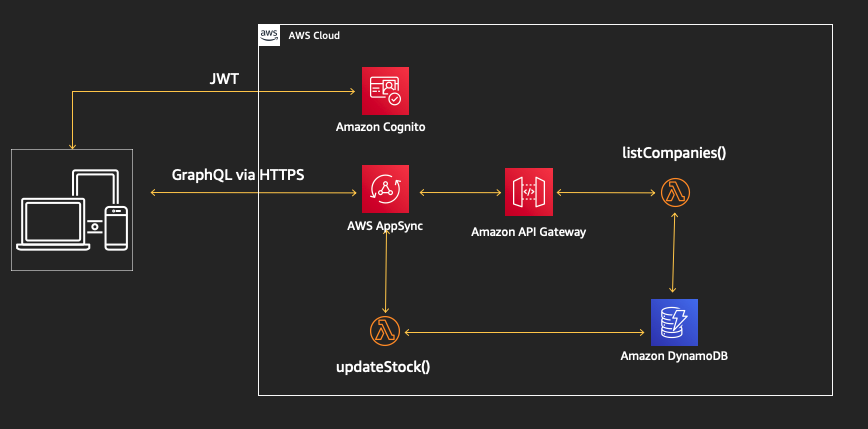 aws
AWS Cloud
JWT
Amazon Cognito
GraphQL via HTTPS
listCompanies()
AWS AppSync
Amazon API Gateway
updateStock()
Amazon DynamoDB